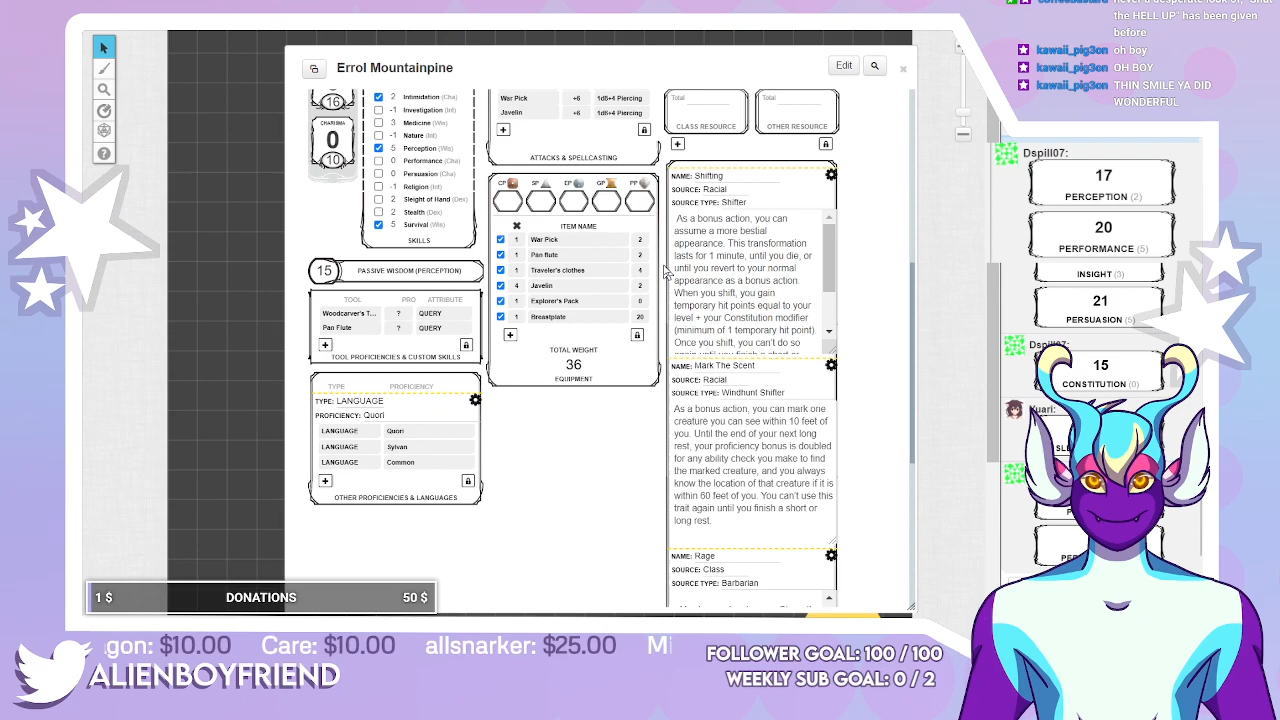 the HELL UP" has been given
before
kawaii_pig3on oh boy
kawaii_pig3on OH BOY
kawaii_pig3on THIN SMILE YA DID
WONDERFUL
Errol Mountainpine
Edit
16
CHARISMA
0
10
2 Intimidation (Cha)
-1 Investigation (Int)
3 Medicine (Wis)
-1 Nature (Int)
5 Perception (Wis)
0 Performance (Cha)
0 Persuasion (Cha)
-1 Religion (Int)
2 Sleight of Hand (Dex)
2 Stealth (Dex)
5 Survival (Wis)
SKILLS
15 PASSIVE WISDOM (PERCEPTION)
TOOL PRO ATTRIBUTE
Woodcarver's T... ? QUERY
Pan Flute ? QUERY
TOOL PROFICIENCIES & CUSTOM SKILLS
TYPE PROFICIENCY
TYPE: LANGUAGE
PROFICIENCY: Quori
LANGUAGE Quori
LANGUAGE Sylvan
LANGUAGE Common
OTHER PROFICIENCIES & LANGUAGES
War Pick +6 1d8+4 Piercing
Javelin +6 1d6+4 Piercing
ATTACKS & SPELLCASTING
CP SP EP GP PP
ITEM NAME
1 War Pick 2
1 Pan flute 2
1 Traveler's clothes 4
4 Javelin 2
1 Explorer's Pack 0
1 Breastplate 20
TOTAL WEIGHT
36
EQUIPMENT
Total
CLASS RESOURCE
Total
OTHER RESOURCE
NAME: Shifting
SOURCE: Racial
SOURCE TYPE: Shifter
As a bonus action, you can
assume a more bestial
appearance. This transformation
lasts for 1 minute, until you die, or
until you revert to your normal
appearance as a bonus action.
When you shift, you gain
temporary hit points equal to your
level + your Constitution modifier
(minimum of 1 temporary hit point).
Once you shift, you can't do so
again until you finish a short or
NAME: Mark The Scent
SOURCE: Racial
SOURCE TYPE: Windhunt Shifter
As a bonus action, you can mark one
creature you can see within 10 feet of
you. Until the end of your next long
rest, your proficiency bonus is doubled
for any ability check you make to find
the marked creature, and you always
know the location of that creature if it is
within 60 feet of you. You can't use this
trait again until you finish a short or
long rest.
NAME: Rage
SOURCE: Class
SOURCE TYPE: Barbarian
Dspill07:
17
PERCEPTION (2)
20
PERFORMANCE (5)
INSIGHT (3)
21
PERSUASION (5)
15
CONSTITUTION (0)
1 $ DONATIONS 50 $
agon: $10.00 Care: $10.00 allsnarker: $25.00 Mi
ALIENBOYFRIEND
FOLLOWER GOAL: 100 / 100
WEEKLY SUB GOAL: 0 / 2